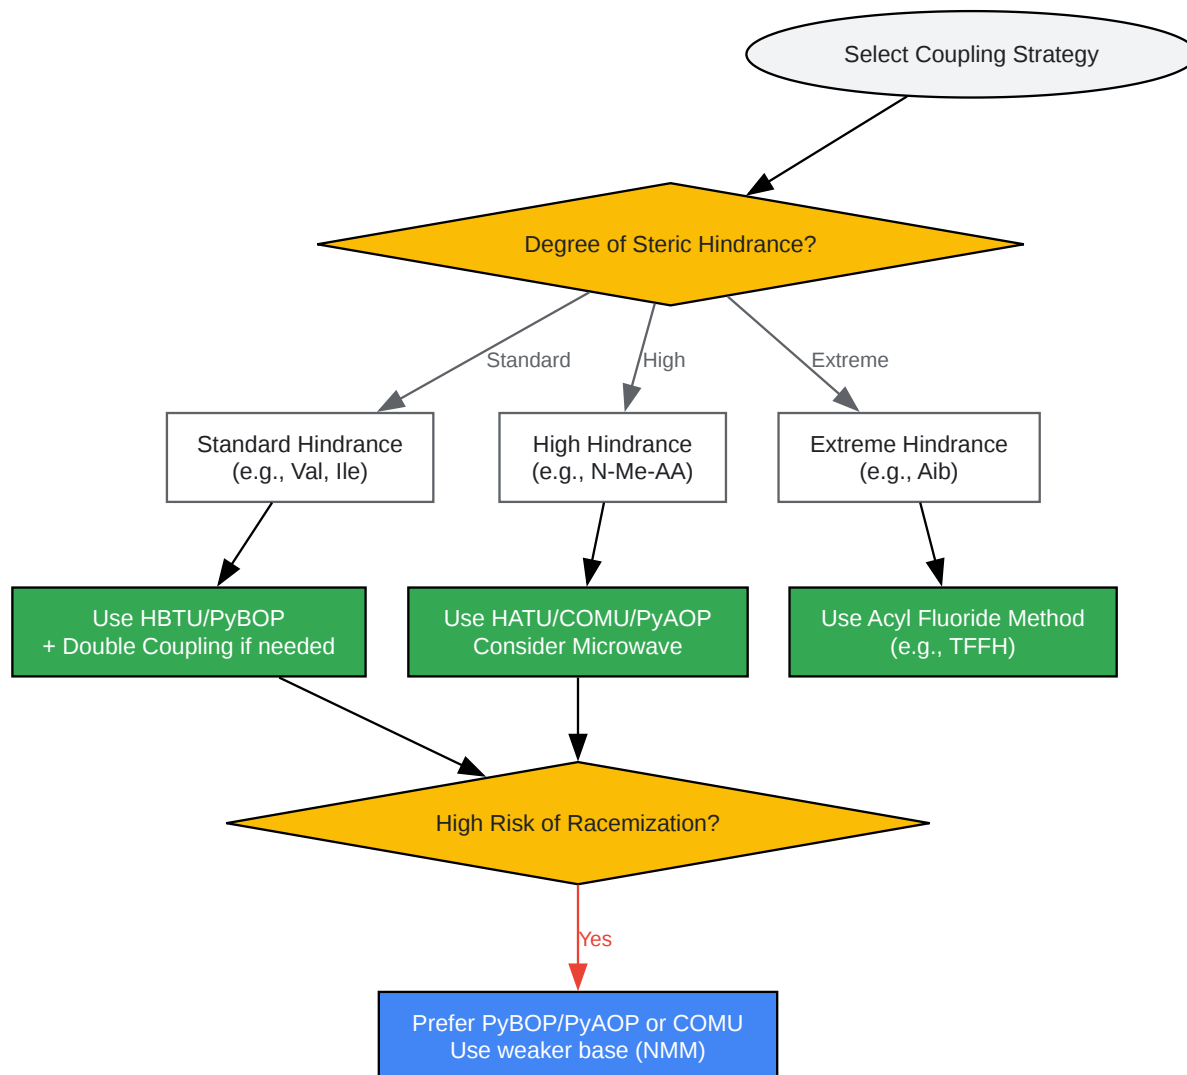 Select Coupling Strategy
Degree of Steric Hindrance?
Standard
High
Extreme
Standard Hindrance
(e.g., Val, Ile)
High Hindrance
(e.g., N-Me-AA)
Extreme Hindrance
(e.g., Aib)
Use HBTU/PyBOP
+ Double Coupling if needed
Use HATU/COMU/PyAOP
Consider Microwave
Use Acyl Fluoride Method
(e.g., TFFH)
High Risk of Racemization?
Yes
Prefer PyBOP/PyAOP or COMU
Use weaker base (NMM)